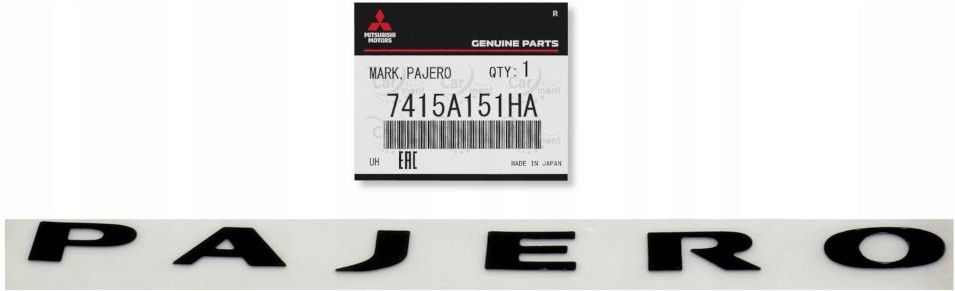 R
MITSUBISHI
MOTORS
GENUINE PARTS
MARK, PAJERO QTY: 1
7415A151HA
UH EAC MADE IN JAPAN
PAJERO